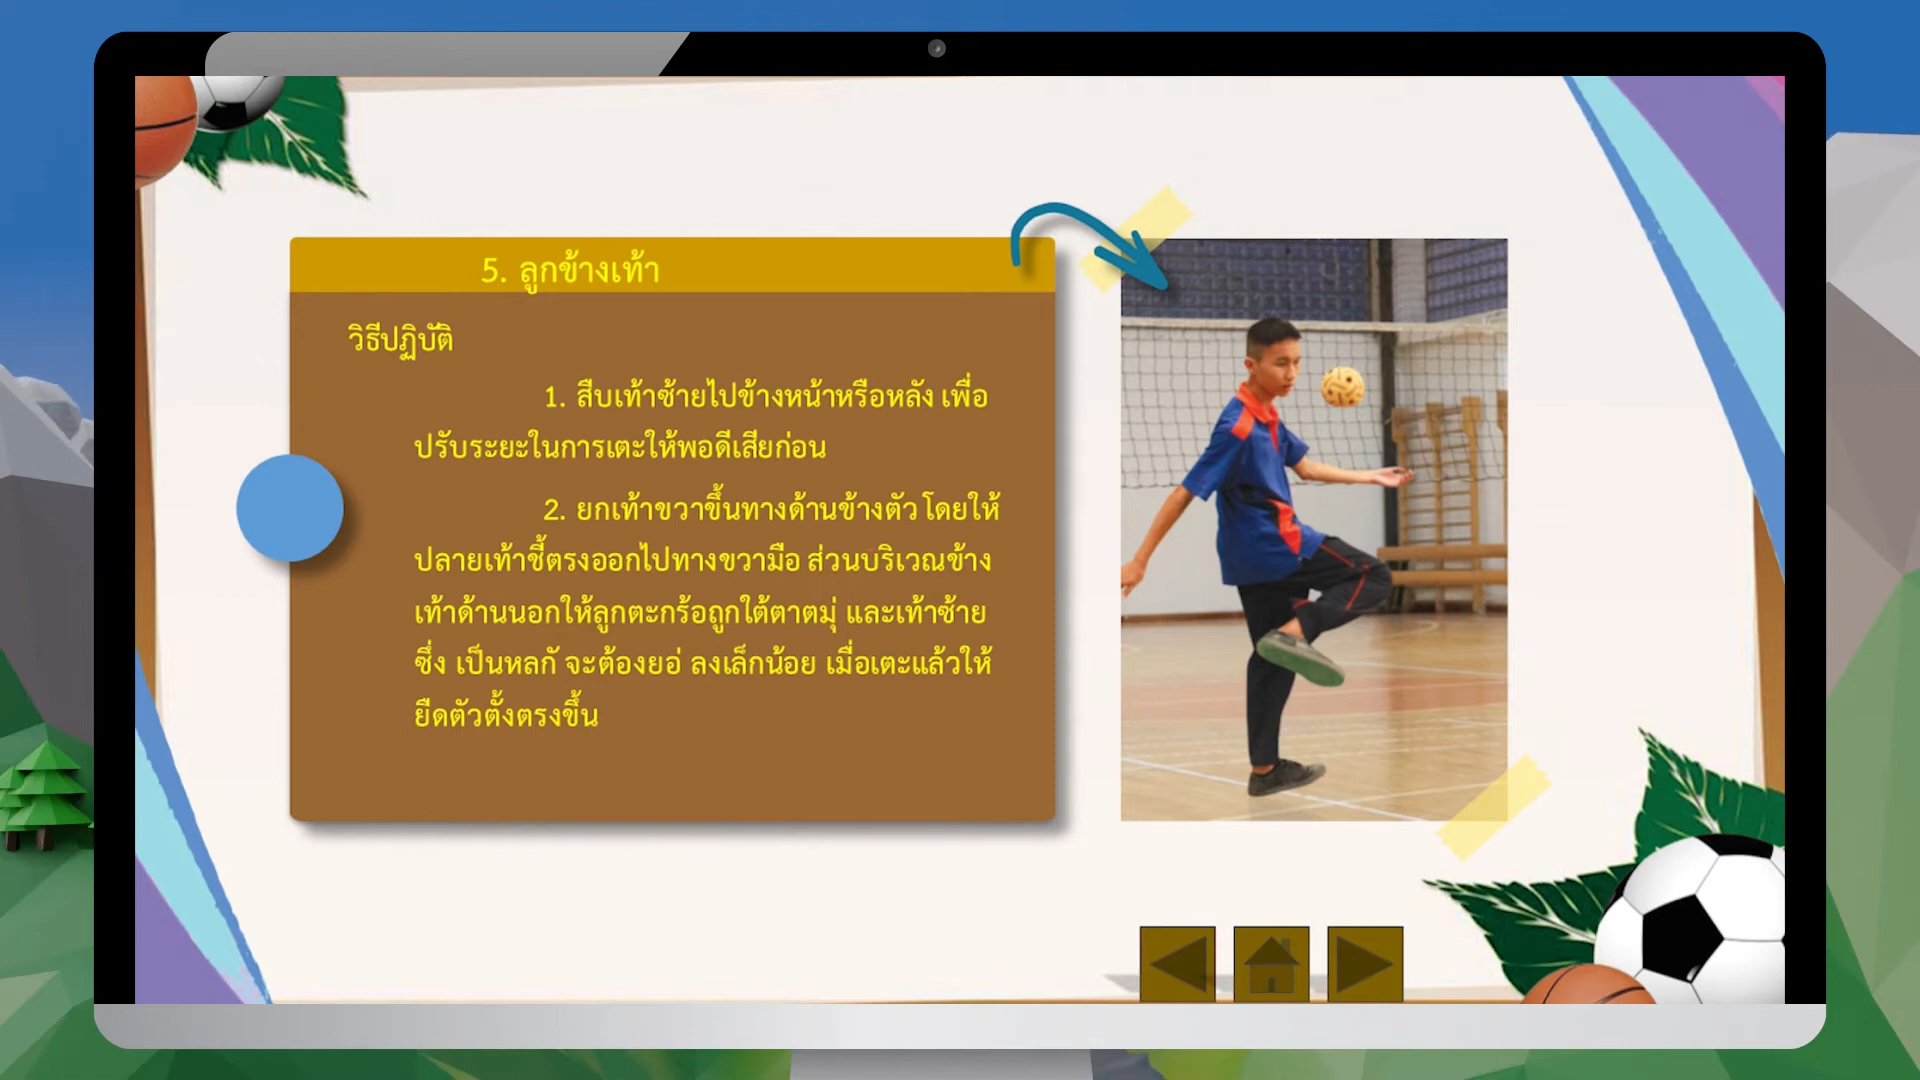 5. ลูกข้างเท้า
วิธีปฏิบัติ
1. สืบเท้าซ้ายไปข้างหน้าหรือหลัง เพื่อ
ปรับระยะในการเตะให้พอดีเสียก่อน
2. ยกเท้าขวาขึ้นทางด้านข้างตัว โดยให้
ปลายเท้าชี้ตรงออกไปทางขวามือ ส่วนบริเวณข้าง
เท้าด้านนอกให้ลูกตะกร้อถูกใต้ตาตมุ่ และเท้าซ้าย
ซึ่ง เป็นหลกั จะต้องยอ่ ลงเล็กน้อย เมื่อเตะแล้วให้
ยืดตัวตั้งตรงขึ้น